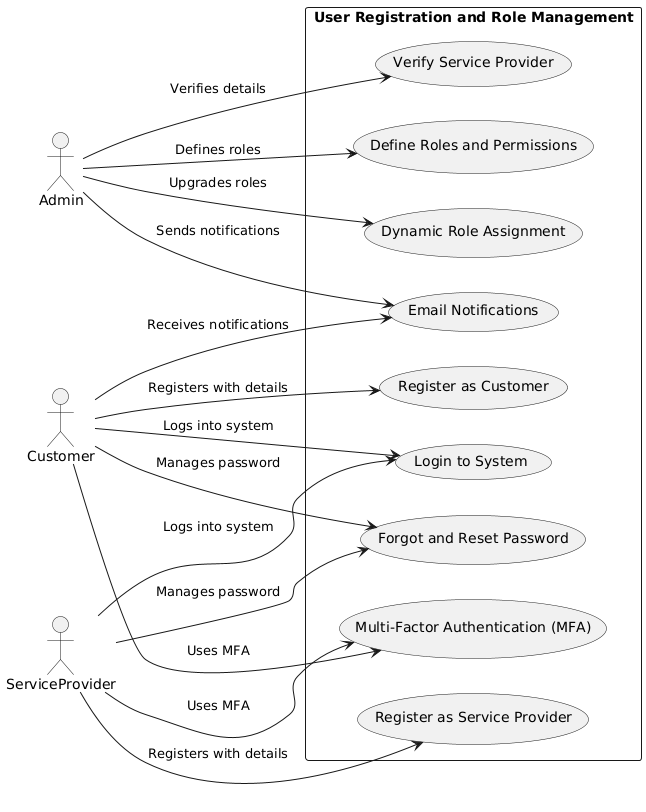 User Registration and Role Management
Verify Service Provider
Verifies details
Define Roles and Permissions
Defines roles
Upgrades roles
Admin
Dynamic Role Assignment
Sends notifications
Email Notifications
Receives notifications
Register as Customer
Registers with details
Logs into system
Customer
Manages password
Login to System
Logs into system
Forgot and Reset Password
Manages password
Multi-Factor Authentication (MFA)
Uses MFA
ServiceProvider
Uses MFA
Register as Service Provider
Registers with details